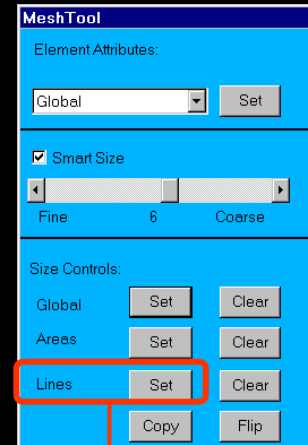 MeshTool
Element Attributes:
Global Set
Smart Size
Fine 6 Coarse
Size Controls:
Global Set Clear
Areas Set Clear
Lines Set Clear
Copy Flip